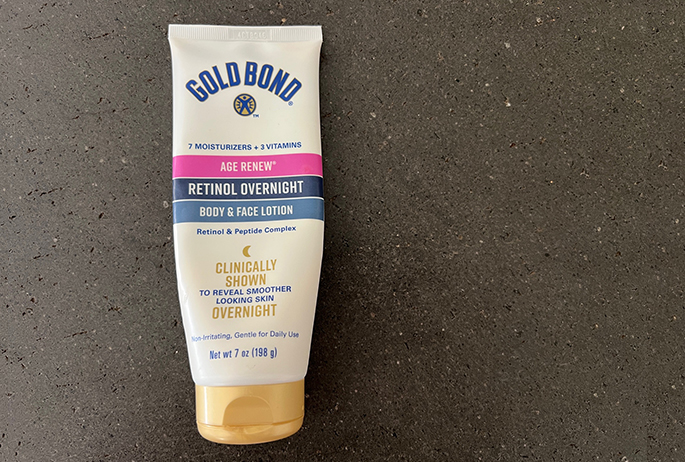 GOLD BOND®
™
7 MOISTURIZERS + 3 VITAMINS
AGE RENEW®
RETINOL OVERNIGHT
BODY & FACE LOTION
Retinol & Peptide Complex
CLINICALLY
SHOWN
TO REVEAL SMOOTHER
LOOKING SKIN
OVERNIGHT
Non-Irritating, Gentle for Daily Use
Net wt 7 oz (198 g)